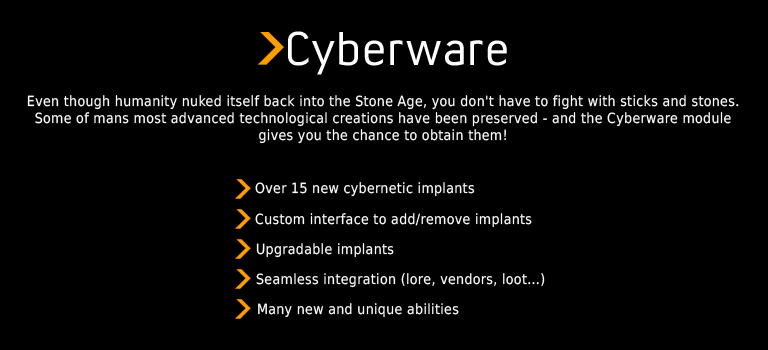 Cyberware
Even though humanity nuked itself back into the Stone Age, you don't have to fight with sticks and stones.
Some of mans most advanced technological creations have been preserved - and the Cyberware module
gives you the chance to obtain them!
Over 15 new cybernetic implants
Custom interface to add/remove implants
Upgradable implants
Seamless integration (lore, vendors, loot...)
Many new and unique abilities